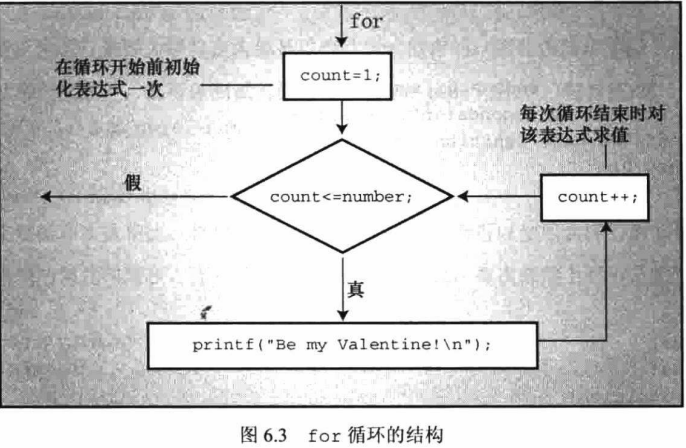 for
在循环开始前初始
化表达式一次
count=1;
每次循环结束时对
该表达式求值
假
count<=number;
count++;
真
printf("Be my Valentine!\n");
图 6.3 for 循环的结构